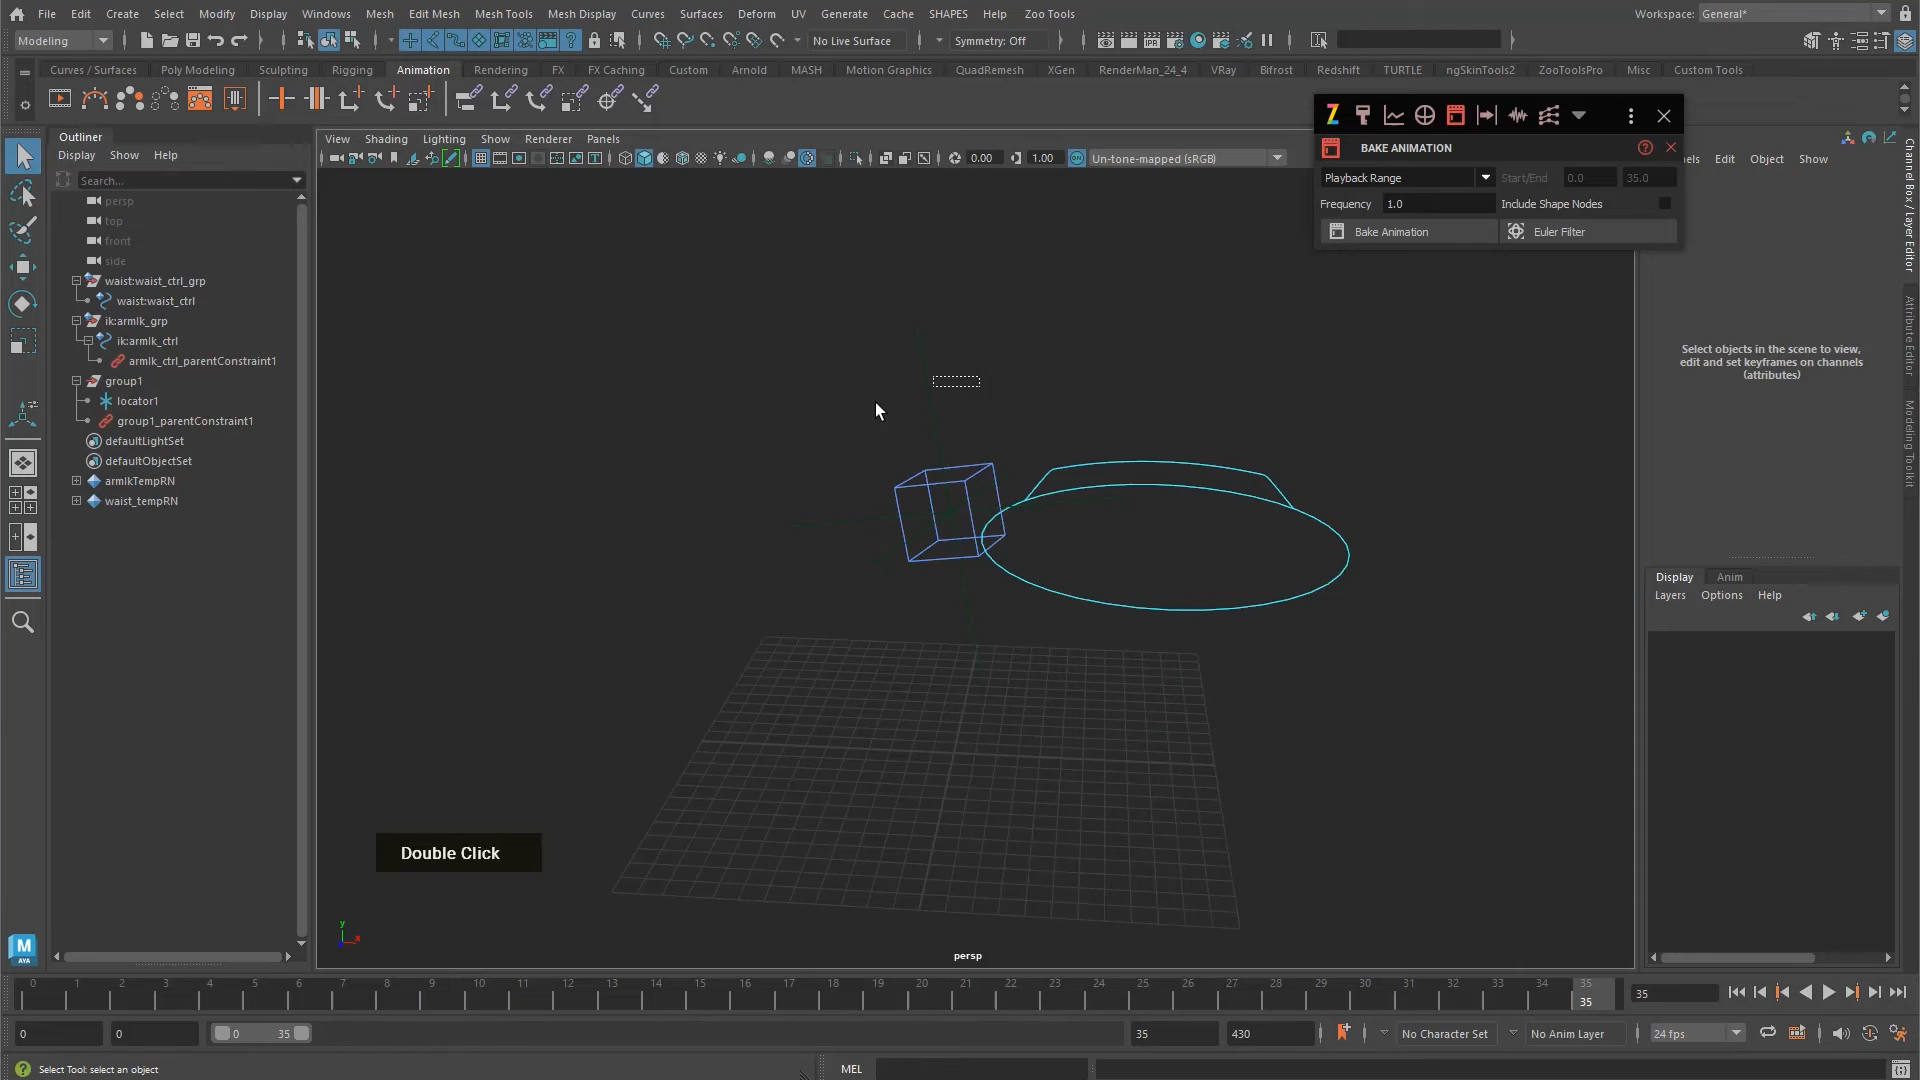 File Edit Create Select Modify Display Windows Mesh Edit Mesh Mesh Tools Mesh Display Curves Surfaces Deform UV Generate Cache SHAPES Help Zoo Tools Workspace: General*
Modeling No Live Surface Symmetry: Off
Curves / Surfaces Poly Modeling Sculpting Rigging Animation Rendering FX FX Caching Custom Arnold MASH Motion Graphics QuadRemesh XGen RenderMan_24_4 VRay Bifrost Redshift TURTLE ngSkinTools2 ZooToolsPro Misc Custom Tools
Outliner
Display Show Help
Search...
persp
top
front
side
waist:waist_ctrl_grp
waist:waist_ctrl
ik:armIk_grp
ik:armIk_ctrl
armIk_ctrl_parentConstraint1
group1
locator1
group1_parentConstraint1
defaultLightSet
defaultObjectSet
armIkTempRN
waist_tempRN
View Shading Lighting Show Renderer Panels
0.00 1.00 Un-tone-mapped (sRGB)
BAKE ANIMATION
Playback Range Start/End 0.0 35.0
Frequency 1.0 Include Shape Nodes
Bake Animation Euler Filter
nels Edit Object Show
Select objects in the scene to view,
edit and set keyframes on channels
(attributes)
Channel Box / Layer Editor
Attribute Editor
Modeling Toolkit
Display Anim
Layers Options Help
Double Click
y
x
persp
0 1 2 3 4 5 6 7 8 9 10 11 12 13 14 15 16 17 18 19 20 21 22 23 24 25 26 27 28 29 30 31 32 33 34 35
35 35
0 0 0 35 35 430 No Character Set No Anim Layer 24 fps
M
AYA
Select Tool: select an object MEL